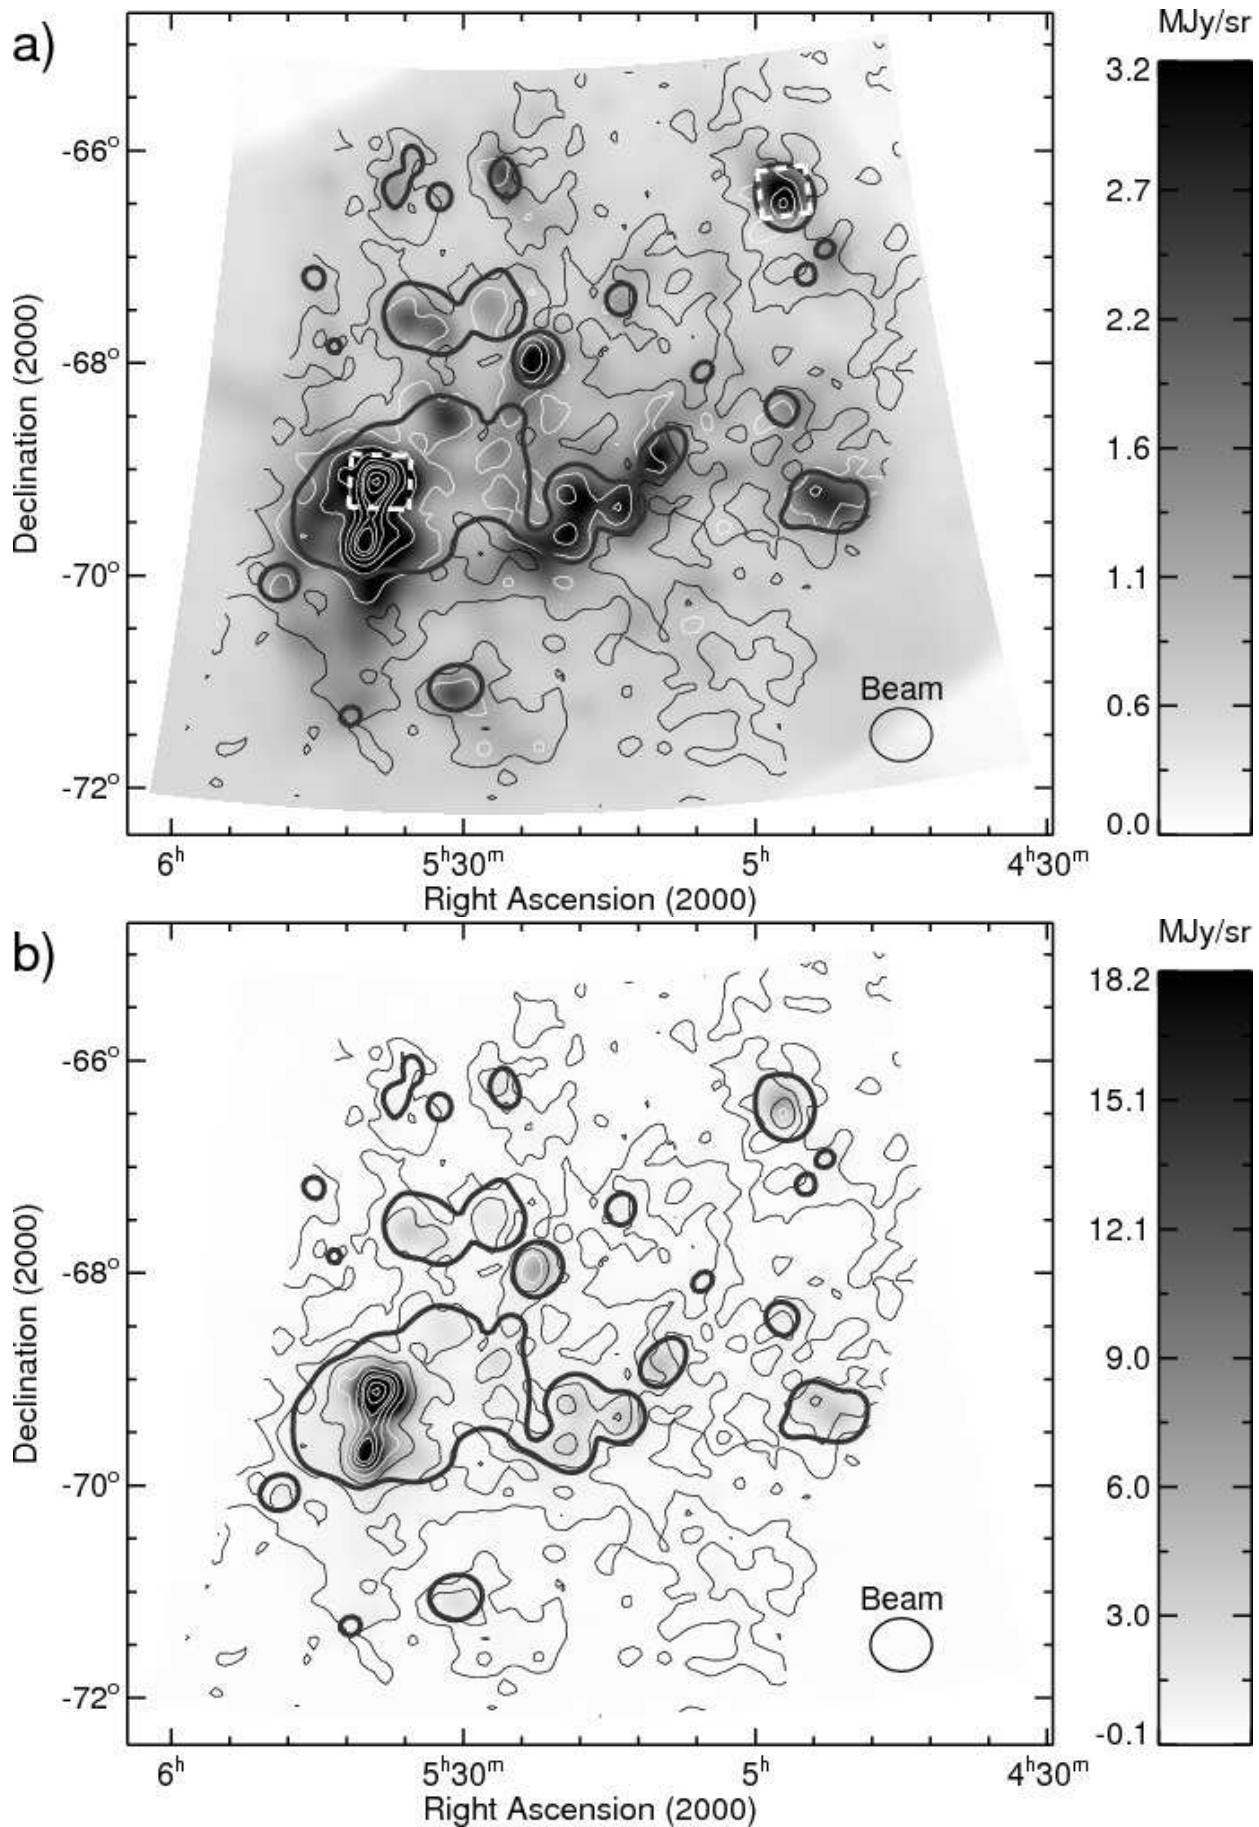 a)
MJy/sr
3.2
2.7
2.2
1.6
1.1
0.6
0.0
-66°
-68°
-70°
-72°
Declination (2000)
Beam
6ʰ
5ʰ30ᵐ
5ʰ
4ʰ30ᵐ
Right Ascension (2000)
b)
MJy/sr
18.2
15.1
12.1
9.0
6.0
3.0
-0.1
-66°
-68°
-70°
-72°
Declination (2000)
Beam
6ʰ
5ʰ30ᵐ
5ʰ
4ʰ30ᵐ
Right Ascension (2000)